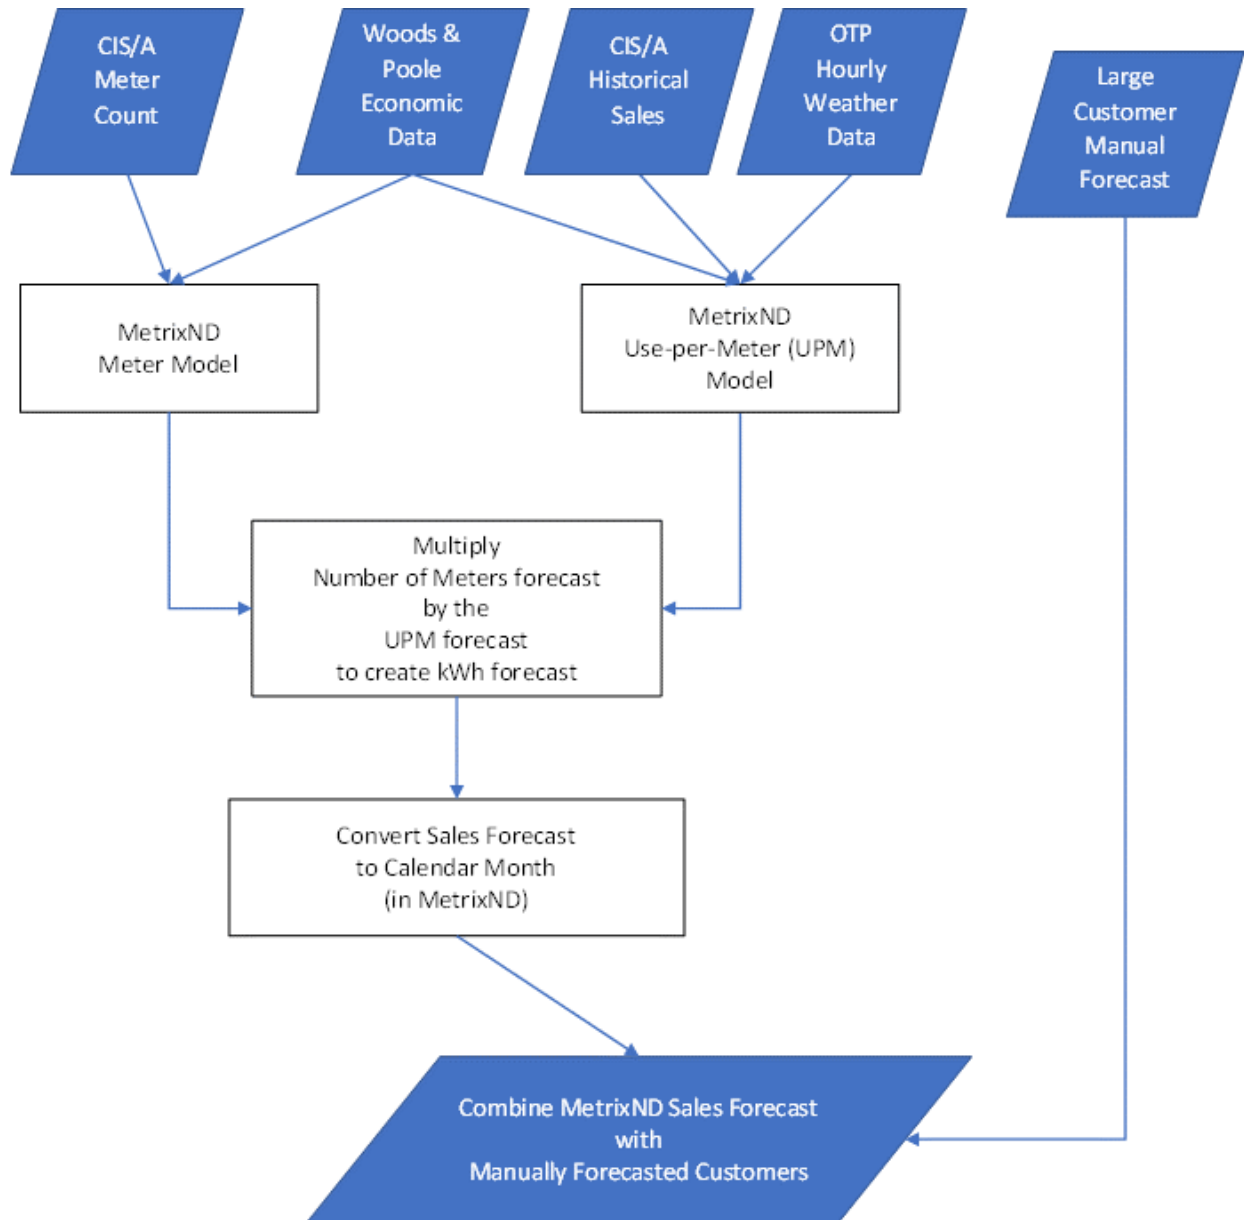 CIS/A
Meter
Count
Woods &
Poole
Economic
Data
CIS/A
Historical
Sales
OTP
Hourly
Weather
Data
Large
Customer
Manual
Forecast
MetrixND
Meter Model
MetrixND
Use-per-Meter (UPM)
Model
Multiply
Number of Meters forecast
by the
UPM forecast
to create kWh forecast
Convert Sales Forecast
to Calendar Month
(in MetrixND)
Combine MetrixND Sales Forecast
with
Manually Forecasted Customers